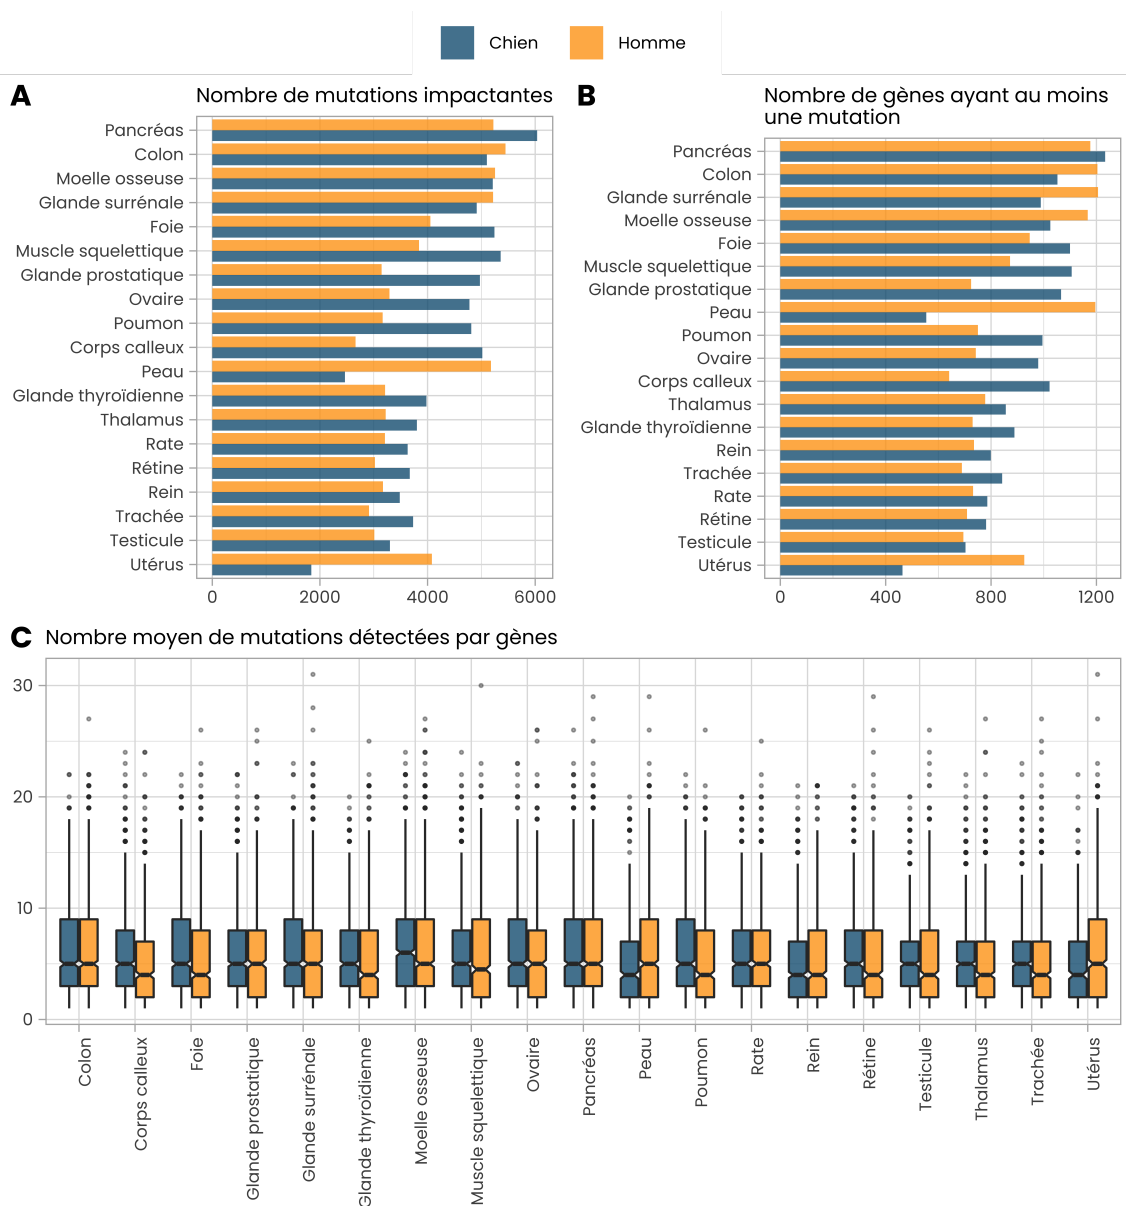 Chien
Homme
A
Nombre de mutations impactantes
Pancréas
Colon
Moelle osseuse
Glande surrénale
Foie
Muscle squelettique
Glande prostatique
Ovaire
Poumon
Corps calleux
Peau
Glande thyroïdienne
Thalamus
Rate
Rétine
Rein
Trachée
Testicule
Utérus
0 2000 4000 6000
B
Nombre de gènes ayant au moins
une mutation
Pancréas
Colon
Glande surrénale
Moelle osseuse
Foie
Muscle squelettique
Glande prostatique
Peau
Poumon
Ovaire
Corps calleux
Thalamus
Glande thyroïdienne
Rein
Trachée
Rate
Rétine
Testicule
Utérus
0 400 800 1200
C
Nombre moyen de mutations détectées par gènes
30
20
10
0
Colon
Corps calleux
Foie
Glande prostatique
Glande surrénale
Glande thyroïdienne
Moelle osseuse
Muscle squelettique
Ovaire
Pancréas
Peau
Poumon
Rate
Rein
Rétine
Testicule
Thalamus
Trachée
Utérus